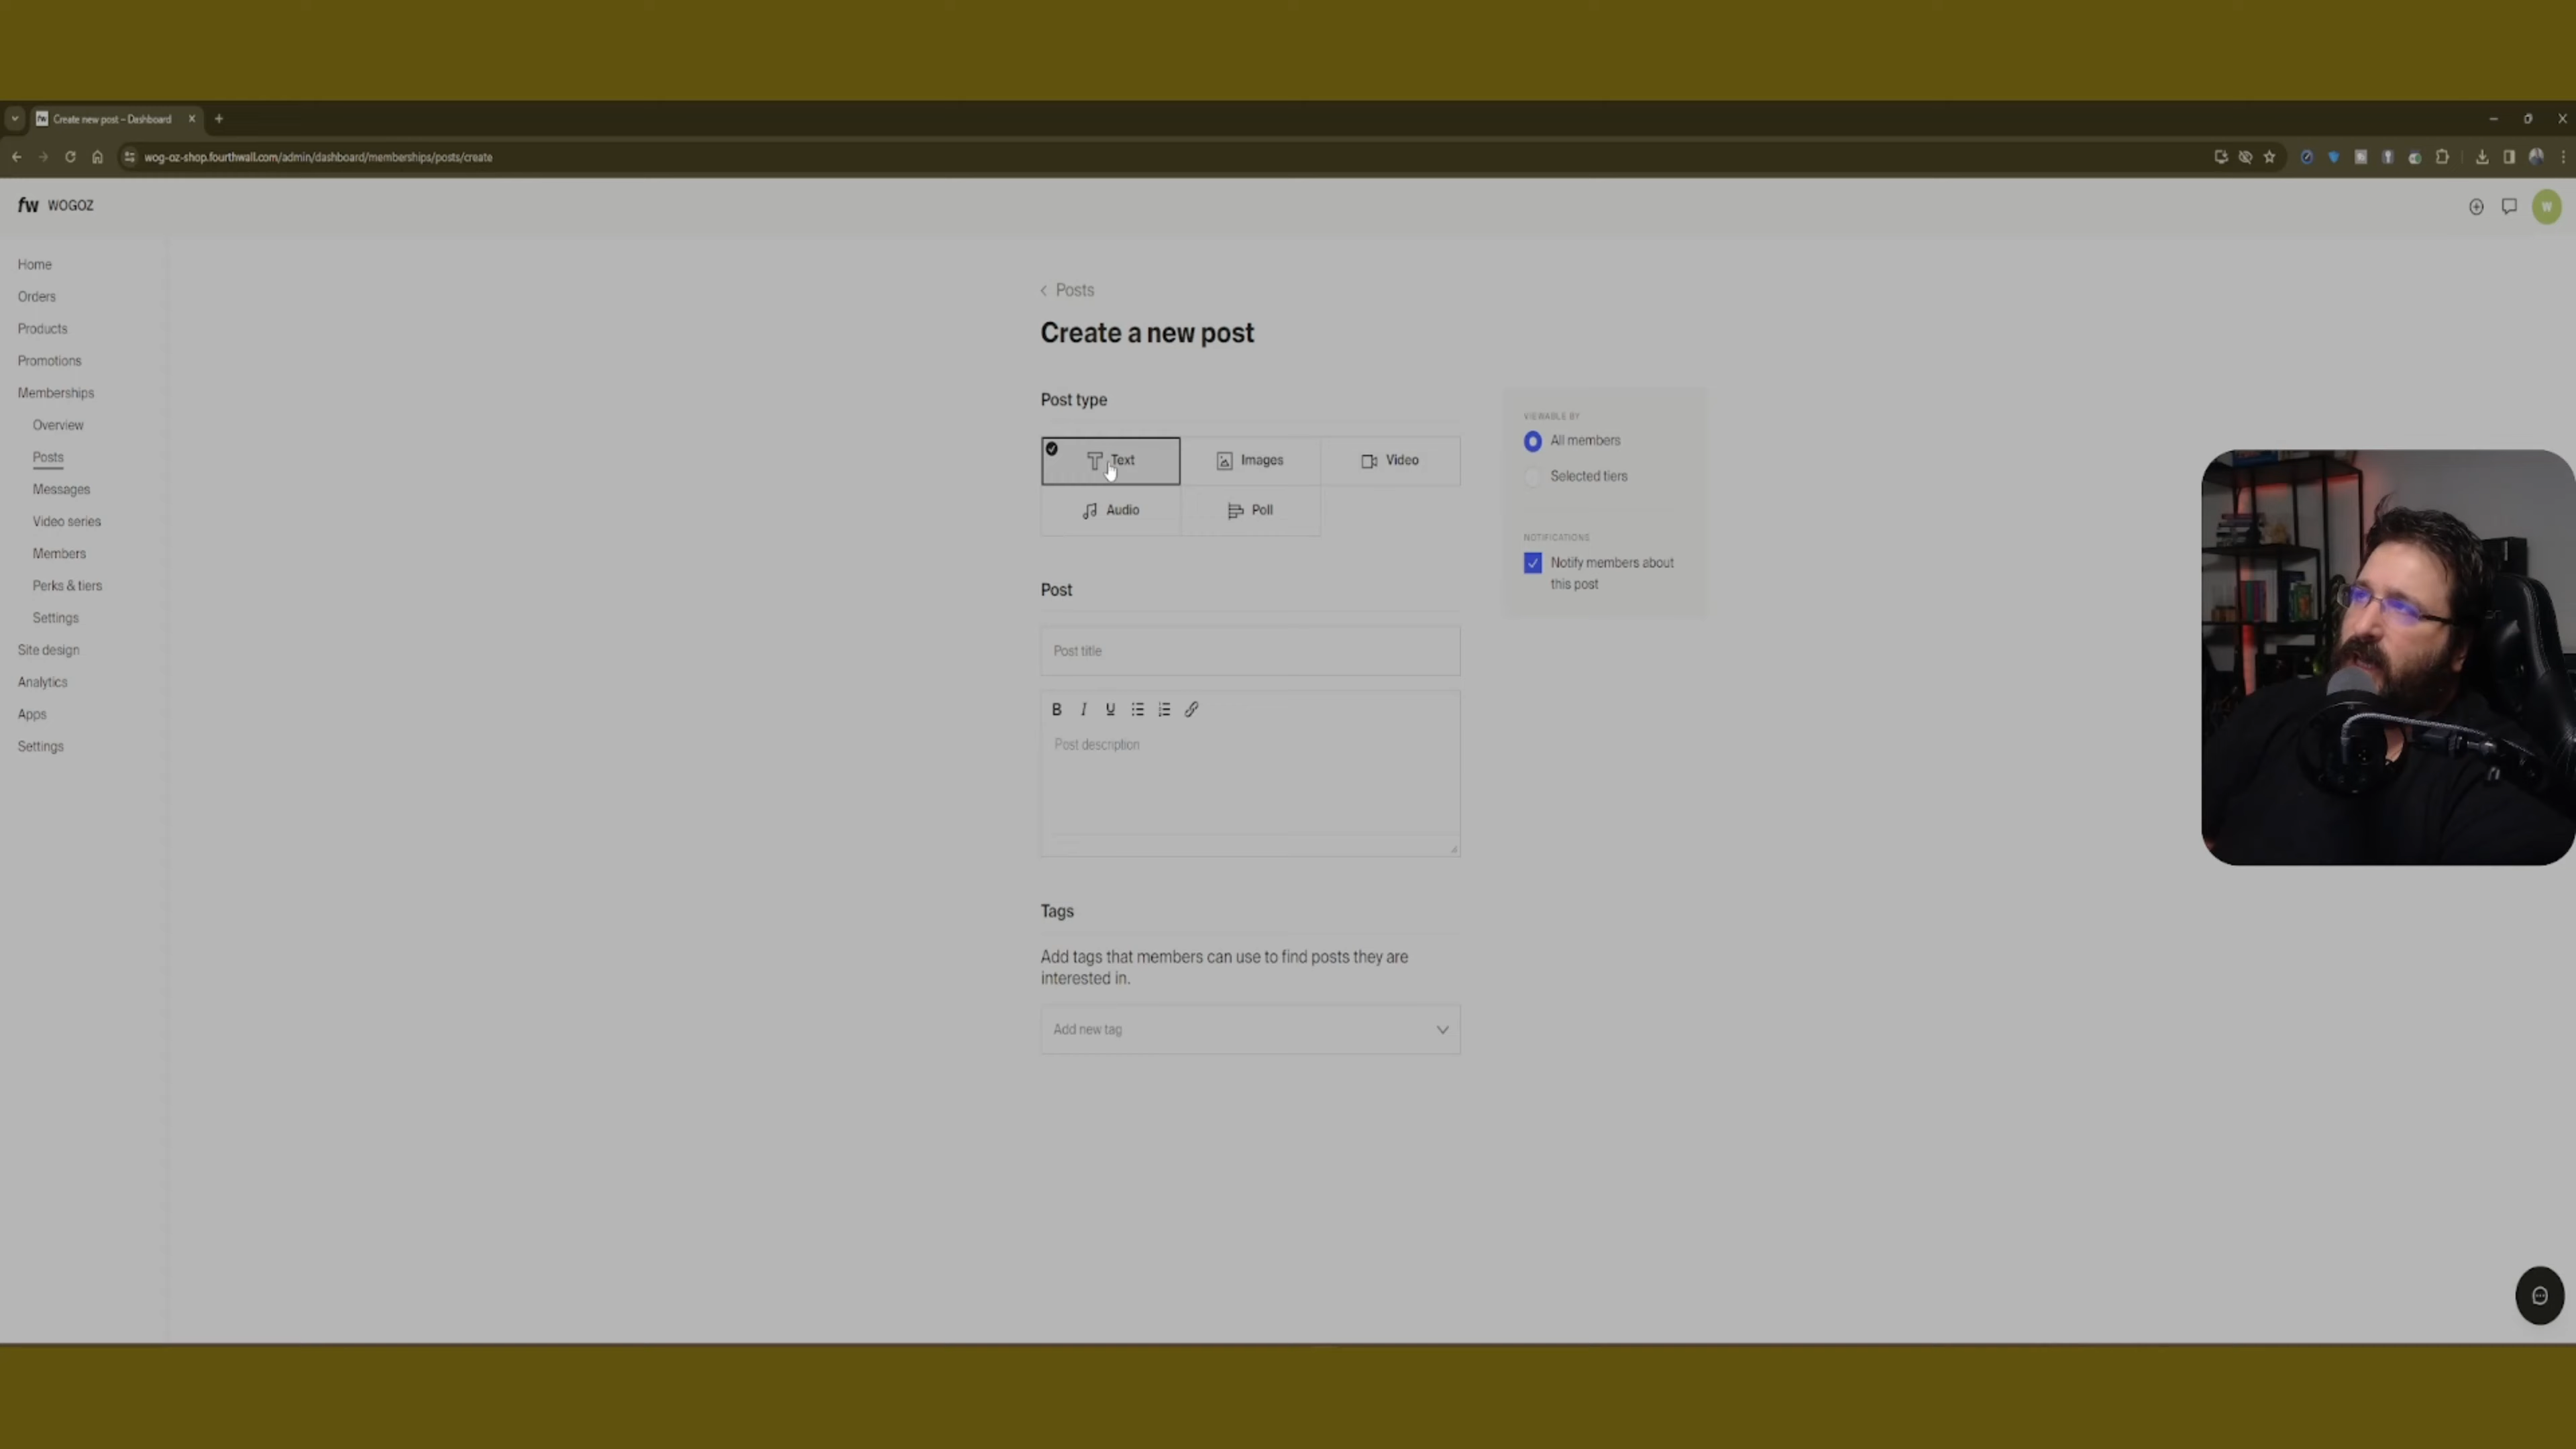 Create new post – Dashboard
wog-oz-shop.fourthwall.com/admin/dashboard/memberships/posts/create
fw WOGOZ
W
Home
Orders
Products
Promotions
Memberships
Overview
Posts
Messages
Video series
Members
Perks & tiers
Settings
Site design
Analytics
Apps
Settings
Posts
Create a new post
Post type
Text
Images
Video
Audio
Poll
Post
Post title
B I U
Post description
Tags
Add tags that members can use to find posts they are
interested in.
Add new tag
VIEWABLE BY
All members
Selected tiers
NOTIFICATIONS
Notify members about
this post